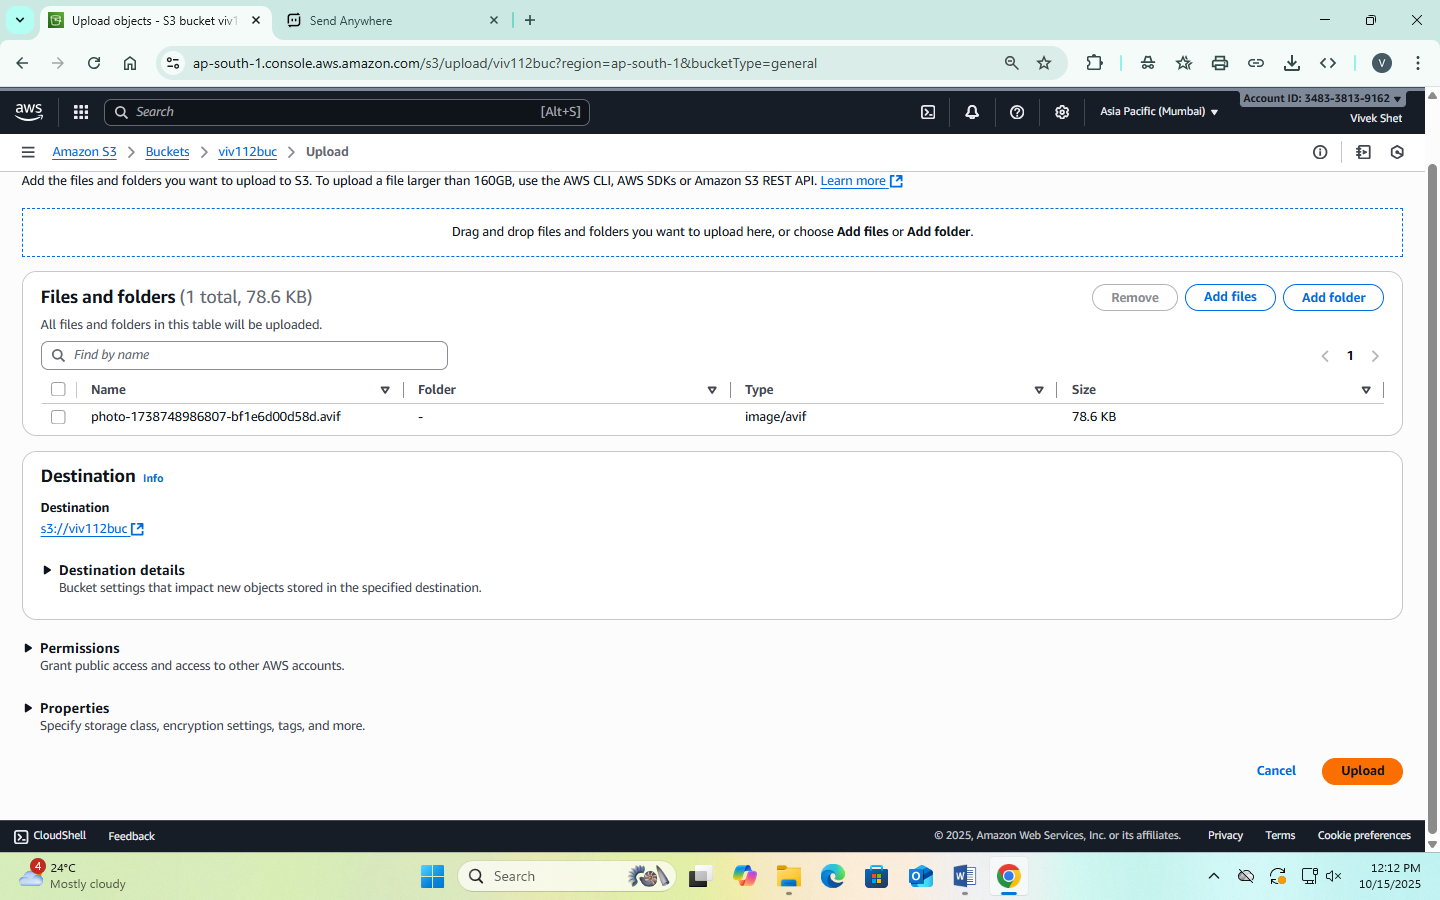 Upload objects - S3 bucket viv1
Send Anywhere
ap-south-1.console.aws.amazon.com/s3/upload/viv112buc?region=ap-south-1&bucketType=general
V
aws
Search
[Alt+S]
Asia Pacific (Mumbai)
Account ID: 3483-3813-9162
Vivek Shet
Amazon S3
Buckets
viv112buc
Upload
Add the files and folders you want to upload to S3. To upload a file larger than 160GB, use the AWS CLI, AWS SDKs or Amazon S3 REST API. Learn more
Drag and drop files and folders you want to upload here, or choose Add files or Add folder.
Files and folders (1 total, 78.6 KB)
Remove
Add files
Add folder
All files and folders in this table will be uploaded.
Find by name
1
Name
Folder
Type
Size
photo-1738748986807-bf1e6d00d58d.avif
-
image/avif
78.6 KB
Destination Info
Destination
s3://viv112buc
Destination details
Bucket settings that impact new objects stored in the specified destination.
Permissions
Grant public access and access to other AWS accounts.
Properties
Specify storage class, encryption settings, tags, and more.
Cancel
Upload
CloudShell
Feedback
© 2025, Amazon Web Services, Inc. or its affiliates.
Privacy
Terms
Cookie preferences
4
24°C
Mostly cloudy
Search
12:12 PM
10/15/2025